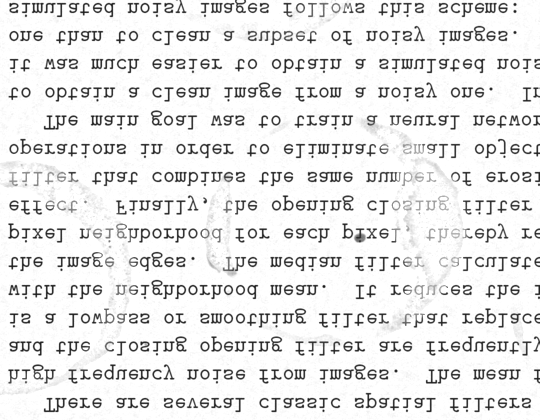 There are several classic spatial filters
high frequency noise from images. The mean f
and the closing opening filter are frequently
is a lowpass or smoothing filter that replace
with the neighborhood mean. It reduces the i
the image edges. The median filter calculate
pixel neighborhood for each pixel, thereby re
effect. Finally, the opening closing filter
filter that combines the same number of erosi
operations in order to eliminate small object
The main goal was to train a neural networ
to obtain a clean image from a noisy one. In
it was much easier to obtain a simulated nois
one than to clean a subset of noisy images.
simulated noisy images follows this scheme: